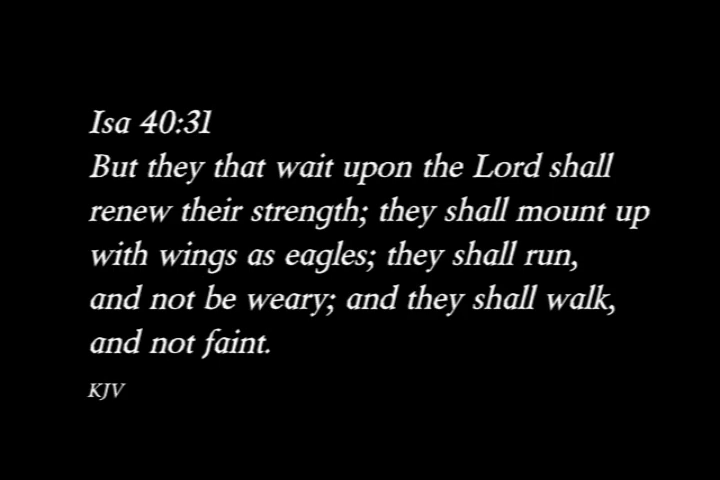 Isa 40:31
But they that wait upon the Lord shall
renew their strength; they shall mount up
with wings as eagles; they shall run,
and not be weary; and they shall walk,
and not faint.
KJV